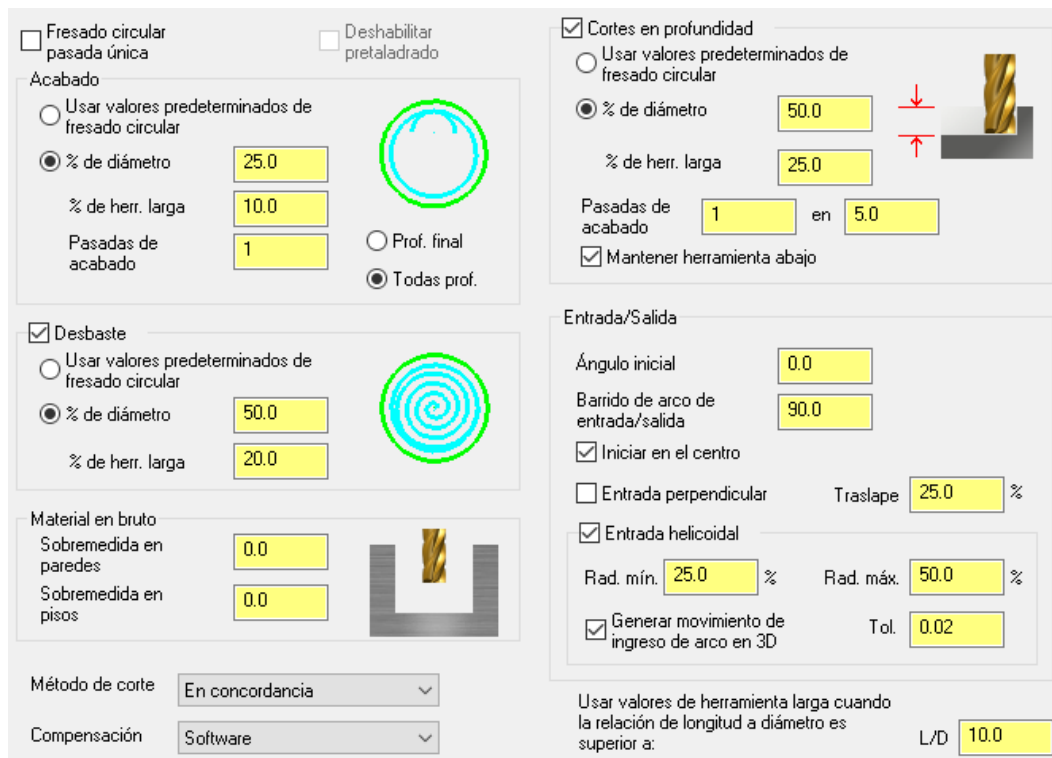 Fresado circular
pasada única
Deshabilitar
pretaladrado
Acabado
Usar valores predeterminados de
fresado circular
% de diámetro 25.0
% de herr. larga 10.0
Pasadas de
acabado 1
Prof. final
Todas prof.
Desbaste
Usar valores predeterminados de
fresado circular
% de diámetro 50.0
% de herr. larga 20.0
Material en bruto
Sobremedida en
paredes 0.0
Sobremedida en
pisos 0.0
Método de corte En concordancia
Compensación Software
Cortes en profundidad
Usar valores predeterminados de
fresado circular
% de diámetro 50.0
% de herr. larga 25.0
Pasadas de
acabado 1 en 5.0
Mantener herramienta abajo
Entrada/Salida
Ángulo inicial 0.0
Barrido de arco de
entrada/salida 90.0
Iniciar en el centro
Entrada perpendicular Traslape 25.0 %
Entrada helicoidal
Rad. mín. 25.0 % Rad. máx. 50.0 %
Generar movimiento de
ingreso de arco en 3D Tol. 0.02
Usar valores de herramienta larga cuando
la relación de longitud a diámetro es
superior a: L/D 10.0